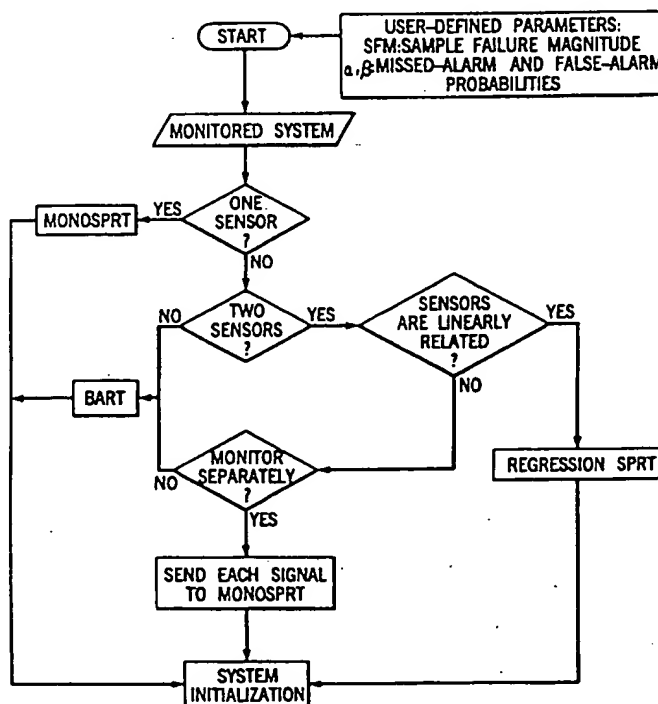 START
USER-DEFINED PARAMETERS:
SFM:SAMPLE FAILURE MAGNITUDE
α,β:MISSED-ALARM AND FALSE-ALARM
PROBABILITIES
MONITORED SYSTEM
ONE
SENSOR
?
YES
MONOSPRT
NO
TWO
SENSORS
?
NO
YES
SENSORS
ARE LINEARLY
RELATED
?
YES
NO
BART
MONITOR
SEPARATELY
?
NO
YES
REGRESSION SPRT
SEND EACH SIGNAL
TO MONOSPRT
SYSTEM
INITIALIZATION